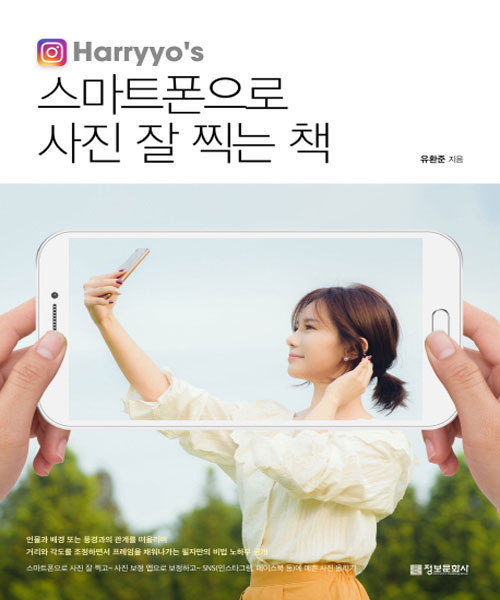 Harryyo's
스마트폰으로
사진 잘 찍는 책
유환준 지음
인물과 배경 또는 풍경과의 관계를 떠올리며
거리와 각도를 조정하면서 프레임을 채워나가는 필자만의 비법 노하우 공개
스마트폰으로 사진 잘 찍고~ 사진 보정 앱으로 보정하고~ SNS(인스타그램, 페이스북 등)에 예쁜 사진 올리기
정보문화사